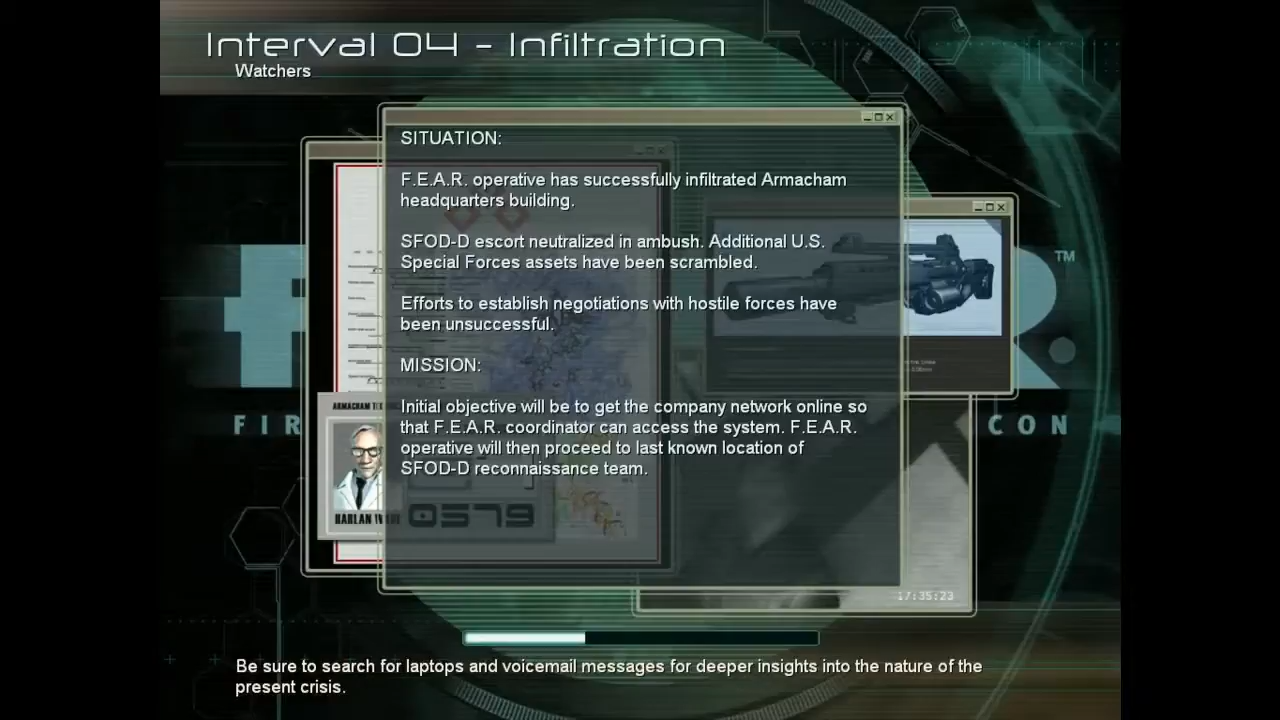 Interval 04 - Infiltration
Watchers
SITUATION:
F.E.A.R. operative has successfully infiltrated Armacham
headquarters building.
SFOD-D escort neutralized in ambush. Additional U.S.
Special Forces assets have been scrambled.
Efforts to establish negotiations with hostile forces have
been unsuccessful.
MISSION:
Initial objective will be to get the company network online so
that F.E.A.R. coordinator can access the system. F.E.A.R.
operative will then proceed to last known location of
SFOD-D reconnaissance team.
TM
R.
FIR
CON
ARMACHAM
HARLAN
0579
17:35:23
Be sure to search for laptops and voicemail messages for deeper insights into the nature of the
present crisis.